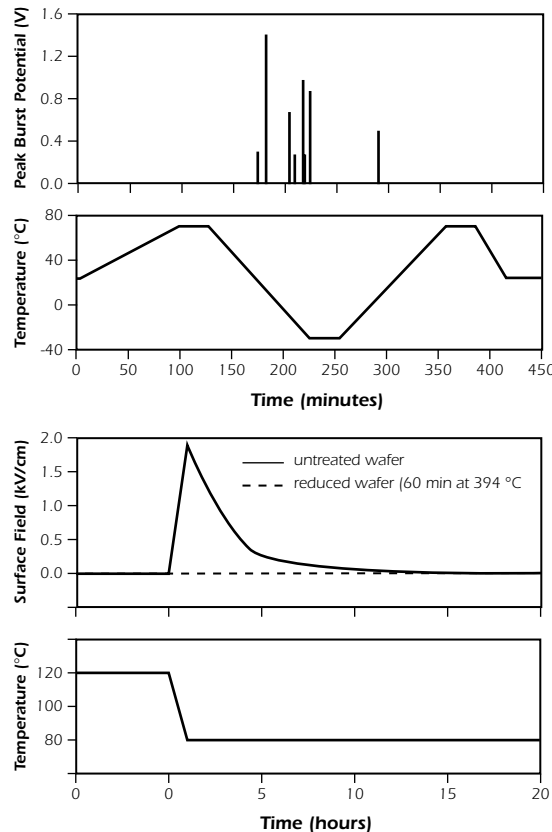 Peak Burst Potential (V)
1.6
1.2
0.8
0.4
0.0
Temperature (°C)
80
40
0
-40
0 50 100 150 200 250 300 350 400 450
Time (minutes)
Surface Field (kV/cm)
2.0
1.5
1.0
0.5
0.0
untreated wafer
reduced wafer (60 min at 394 °C
Temperature (°C)
120
80
0 0 5 10 15 20
Time (hours)